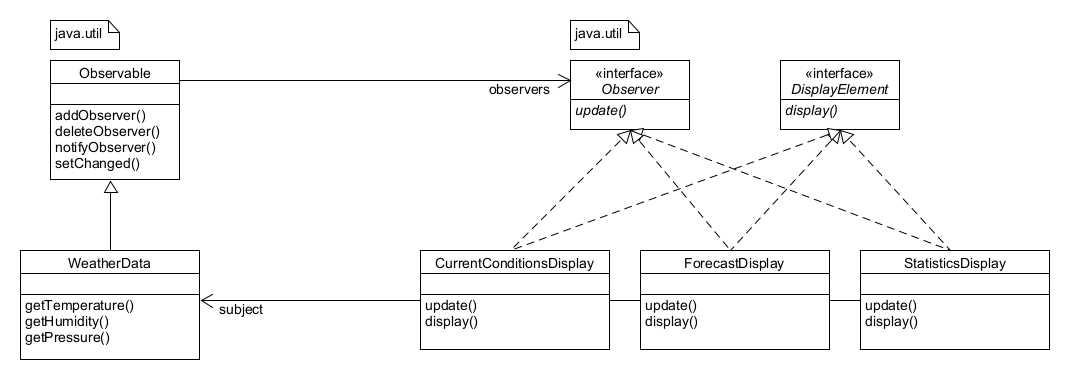 java.util
java.util
Observable
addObserver()
deleteObserver()
notifyObserver()
setChanged()
observers
«interface»
Observer
update()
«interface»
DisplayElement
display()
WeatherData
getTemperature()
getHumidity()
getPressure()
subject
CurrentConditionsDisplay
update()
display()
ForecastDisplay
update()
display()
StatisticsDisplay
update()
display()